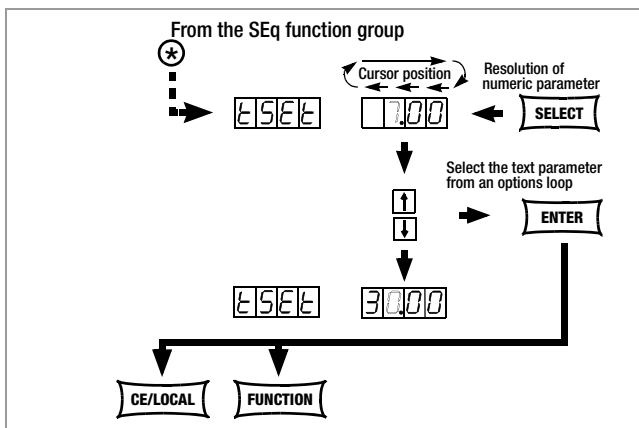 From the SEq function group
*
Cursor position
Resolution of
numeric parameter
tSEt 1.00 SELECT
Select the text parameter
from an options loop
↑
↓
ENTER
tSEt 30.00
CE/LOCAL FUNCTION